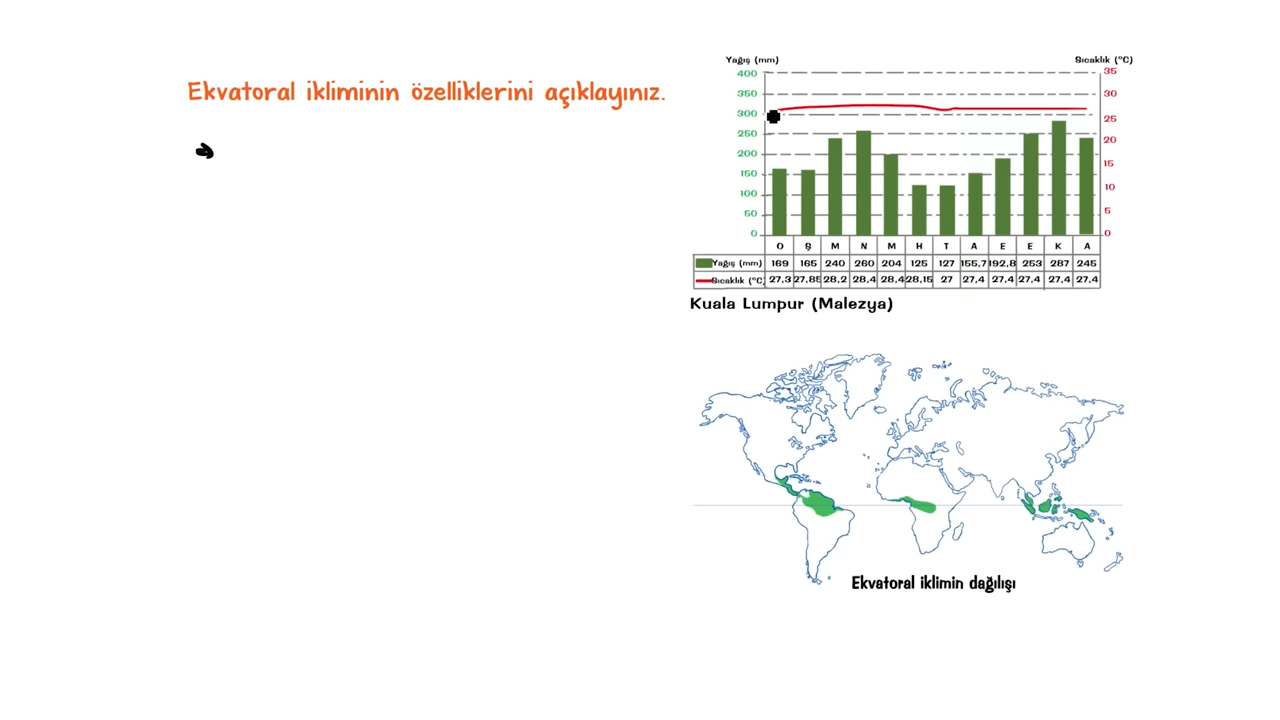 Ekvatoral ikliminin özelliklerini açıklayınız.
Yağış (mm) Sıcaklık (°C)
400 35
350 30
300 25
250 20
200 15
150 10
100 5
50 0
0
O Ş M N M H T A E E K A
Yağış (mm) 169 165 240 260 204 125 127 155,7 192,8 253 287 245
Sıcaklık (°C) 27,3 27,85 28,2 28,4 28,4 28,15 27 27,4 27,4 27,4 27,4 27,4
Kuala Lumpur (Malezya)
Ekvatoral iklimin dağılışı